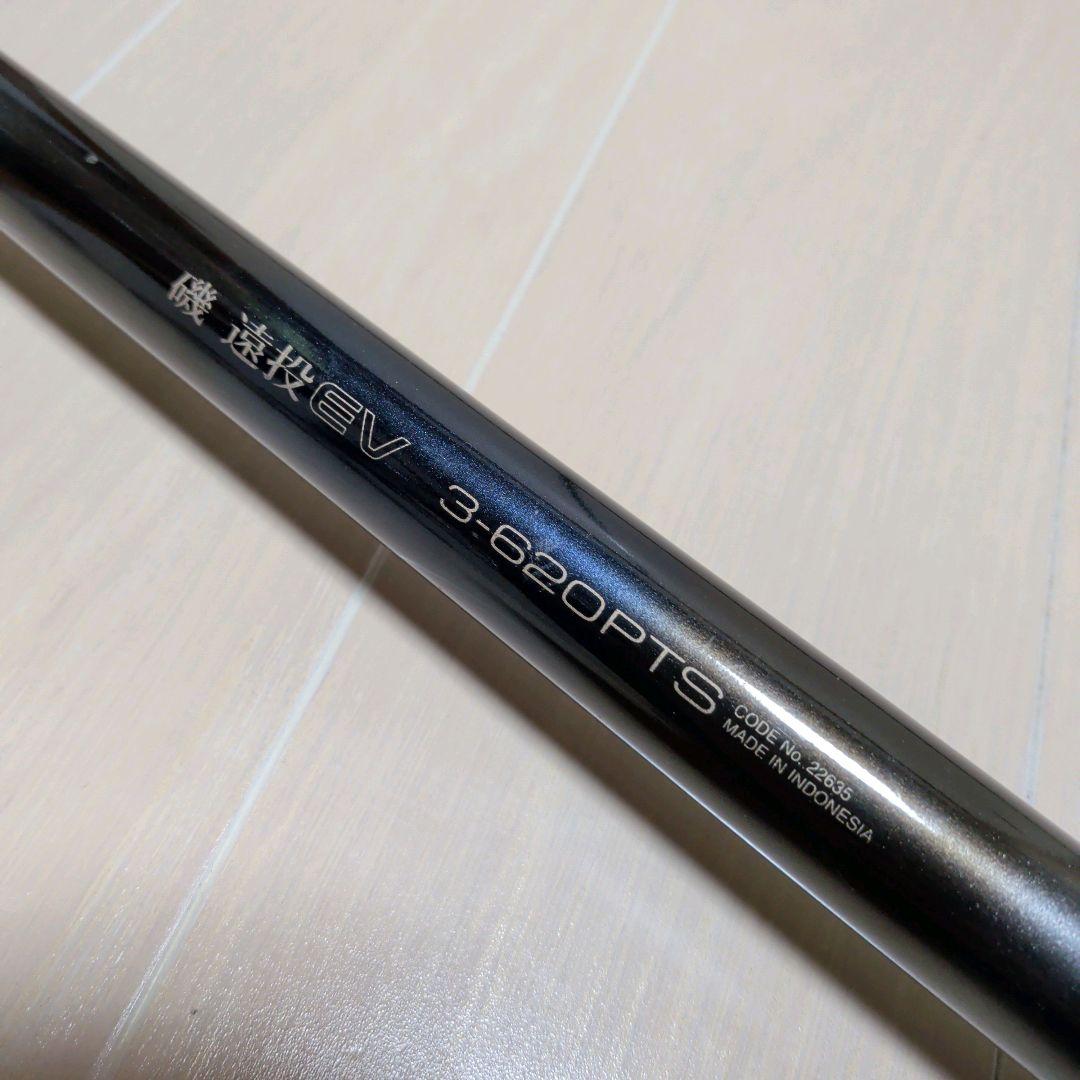 磯 遠投EV 3-620PTS
CODE No. 22635
MADE IN INDONESIA